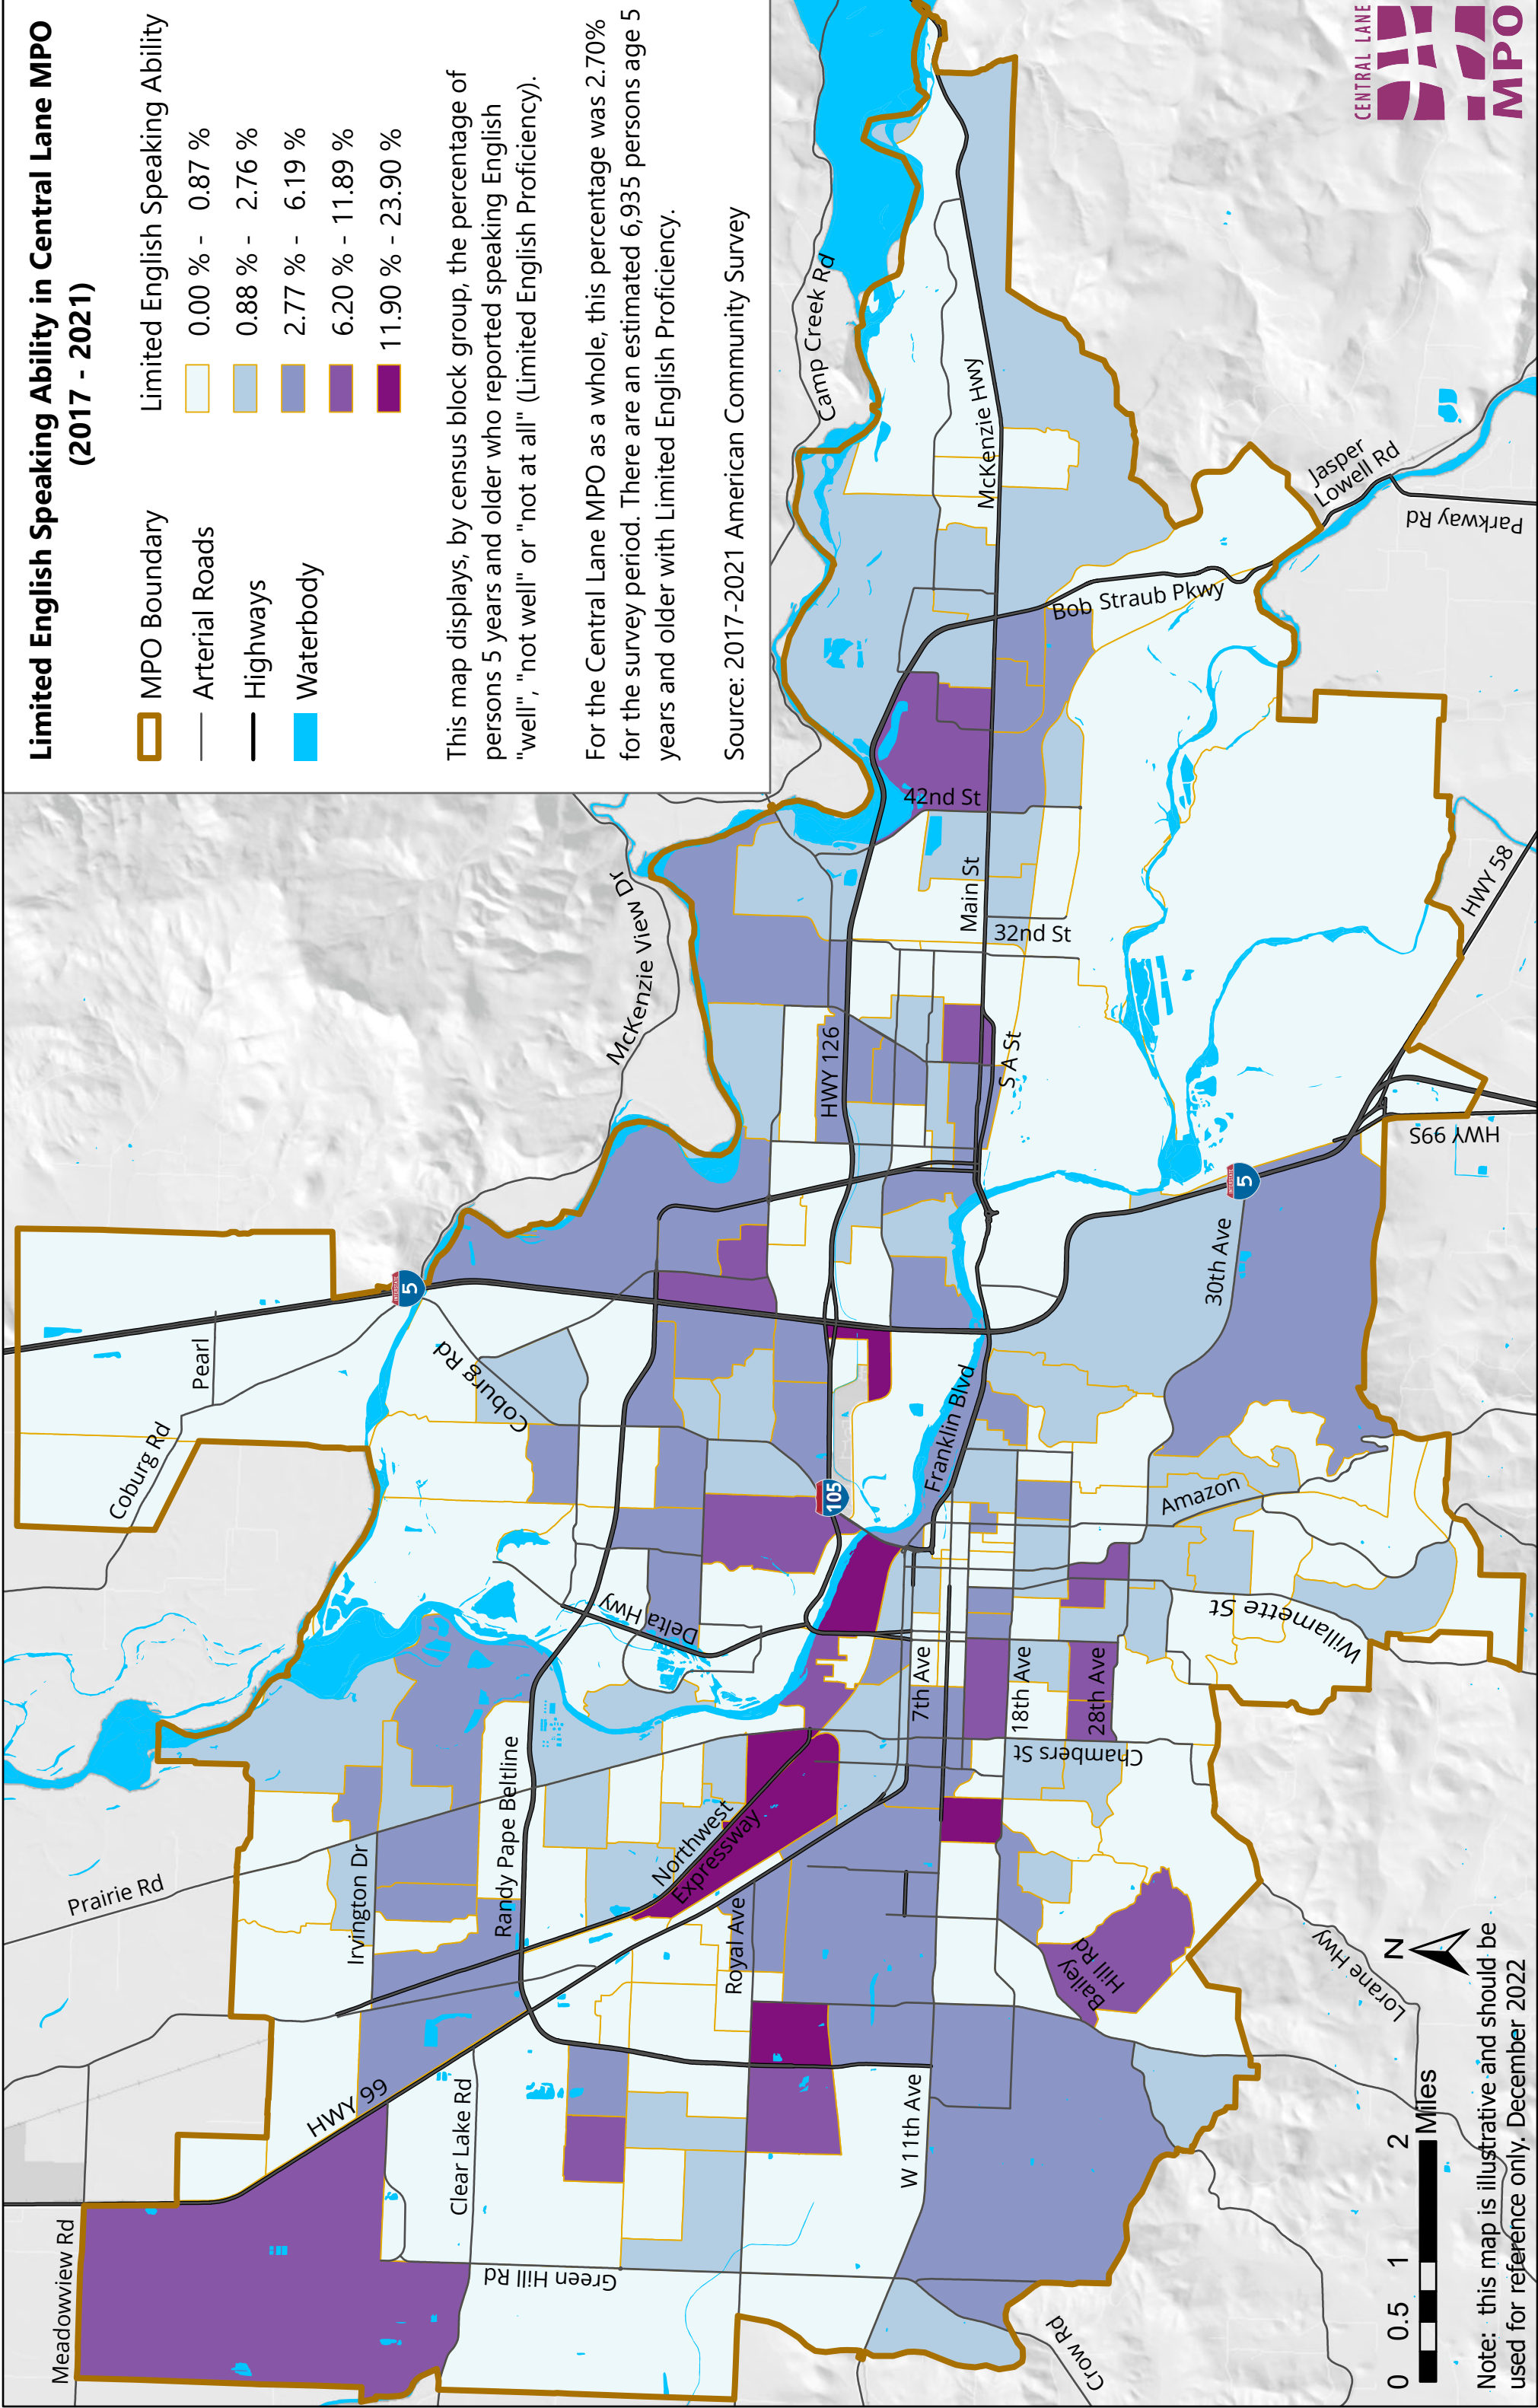 Limited English Speaking Ability in Central Lane MPO
(2017 - 2021)
MPO Boundary
Arterial Roads
Highways
Waterbody
Limited English Speaking Ability
0.00 % - 0.87 %
0.88 % - 2.76 %
2.77 % - 6.19 %
6.20 % - 11.89 %
11.90 % - 23.90 %
This map displays, by census block group, the percentage of
persons 5 years and older who reported speaking English
"well", "not well" or "not at all" (Limited English Proficiency).
For the Central Lane MPO as a whole, this percentage was 2.70%
for the survey period. There are an estimated 6,935 persons age 5
years and older with Limited English Proficiency.
Source: 2017-2021 American Community Survey
Meadowview Rd
HWY 99
Clear Lake Rd
Green Hill Rd
Prairie Rd
Irvington Dr
Randy Pape Beltline
Northwest
Expressway
Royal Ave
W 11th Ave
Crow Rd
Bailey
Hill Rd
Lorane Hwy
Chambers St
7th Ave
18th Ave
28th Ave
Willamette St
Amazon
Delta Hwy
105
Franklin Blvd
30th Ave
5
5
Coburg Rd
Coburg Rd
Pearl
McKenzie View Dr
HWY 126
S A St
Main St
32nd St
42nd St
HWY 99S
HWY 58
Camp Creek Rd
McKenzie Hwy
Bob Straub Pkwy
Jasper
Lowell Rd
Parkway Rd
N
0 0.5 1 2
Miles
Note: this map is illustrative and should be
used for reference only. December 2022
CENTRAL LANE
MPO